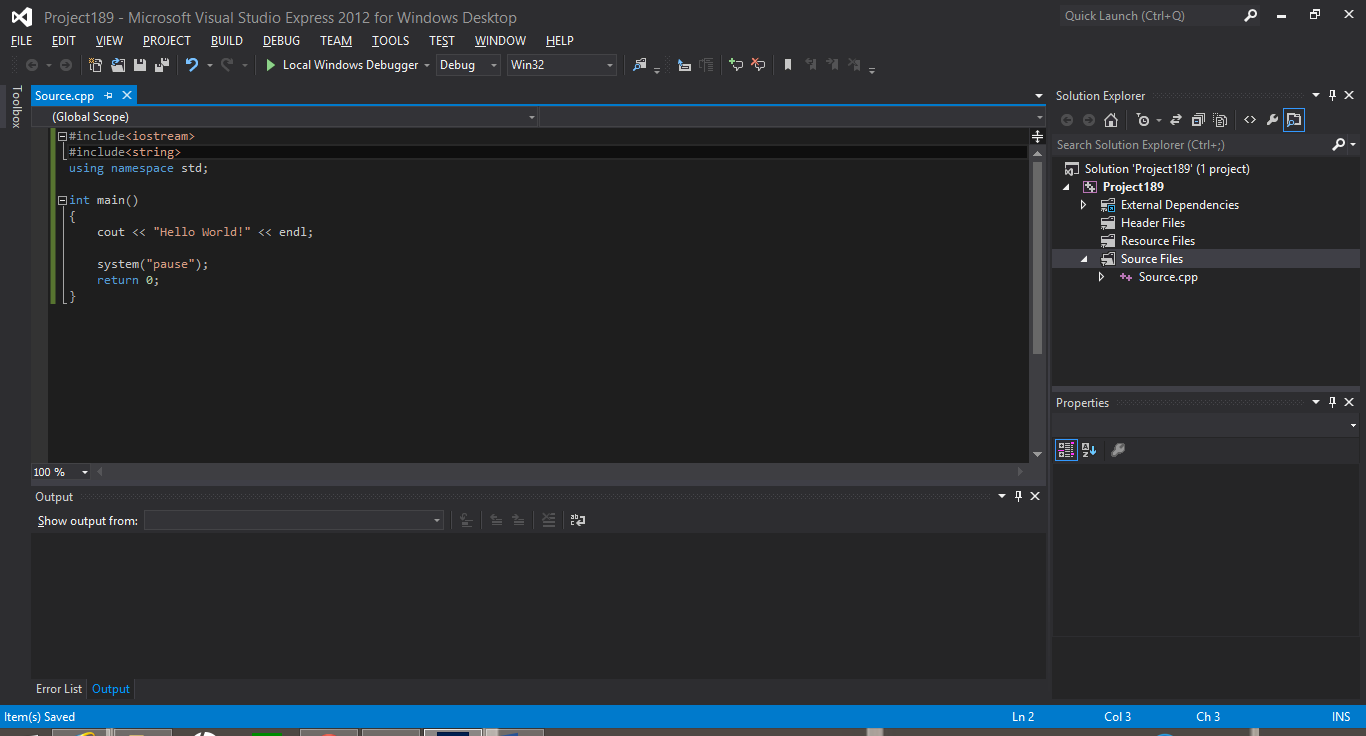 Project189 - Microsoft Visual Studio Express 2012 for Windows Desktop
Quick Launch (Ctrl+Q)
FILE EDIT VIEW PROJECT BUILD DEBUG TEAM TOOLS TEST WINDOW HELP
Local Windows Debugger Debug Win32
Toolbox
Source.cpp
(Global Scope)
#include<iostream>
#include<string>
using namespace std;
int main()
{
cout << "Hello World!" << endl;
system("pause");
return 0;
}
100 %
Output
Show output from:
Error List Output
Solution Explorer
Search Solution Explorer (Ctrl+;)
Solution 'Project189' (1 project)
Project189
External Dependencies
Header Files
Resource Files
Source Files
Source.cpp
Properties
Item(s) Saved Ln 2 Col 3 Ch 3 INS